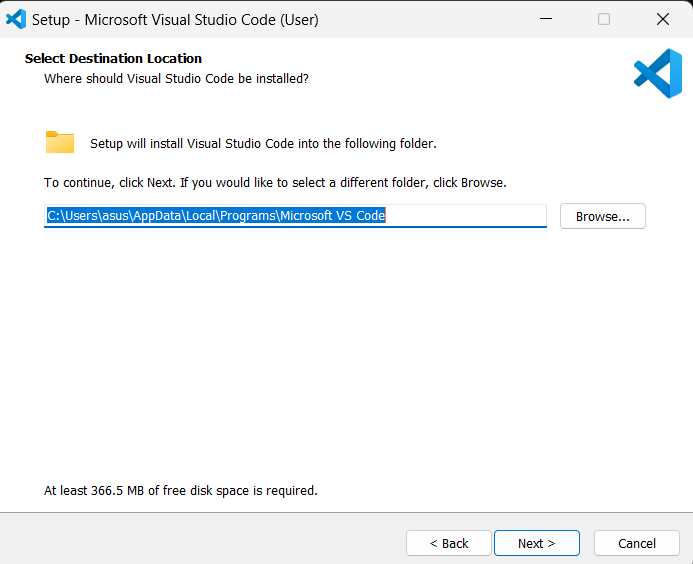 Setup - Microsoft Visual Studio Code (User)
Select Destination Location
Where should Visual Studio Code be installed?
Setup will install Visual Studio Code into the following folder.
To continue, click Next. If you would like to select a different folder, click Browse.
C:\Users\asus\AppData\Local\Programs\Microsoft VS Code
Browse...
At least 366.5 MB of free disk space is required.
< Back
Next >
Cancel